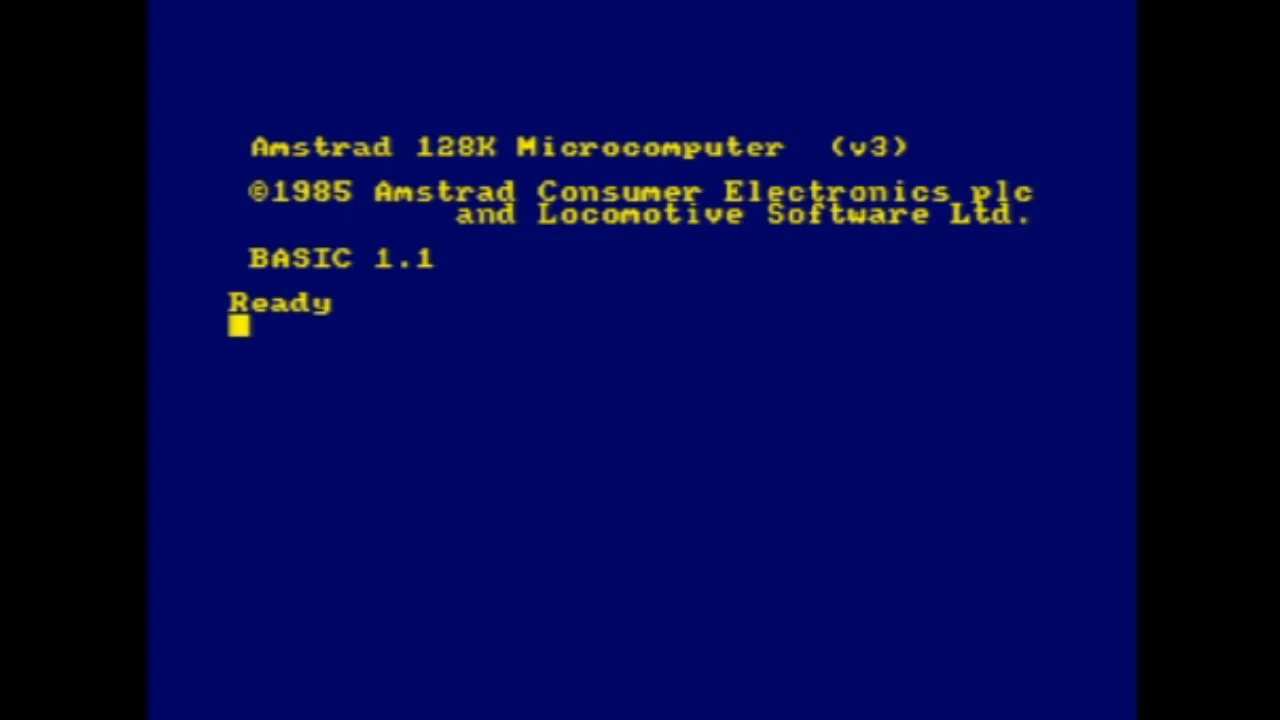 Amstrad 128K Microcomputer  (v3)
©1985 Amstrad Consumer Electronics plc
and Locomotive Software Ltd.
BASIC 1.1
Ready